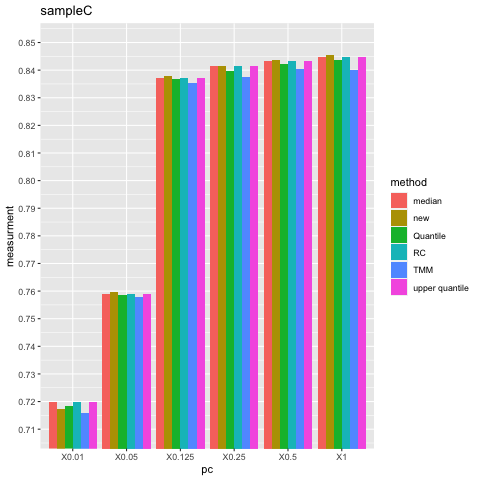 sampleC
0.85
0.84
0.83
0.82
0.81
0.80
0.79
0.78
0.77
0.76
0.75
0.74
0.73
0.72
0.71
measurment
X0.01 X0.05 X0.125 X0.25 X0.5 X1
pc
method
median
new
Quantile
RC
TMM
upper quantile